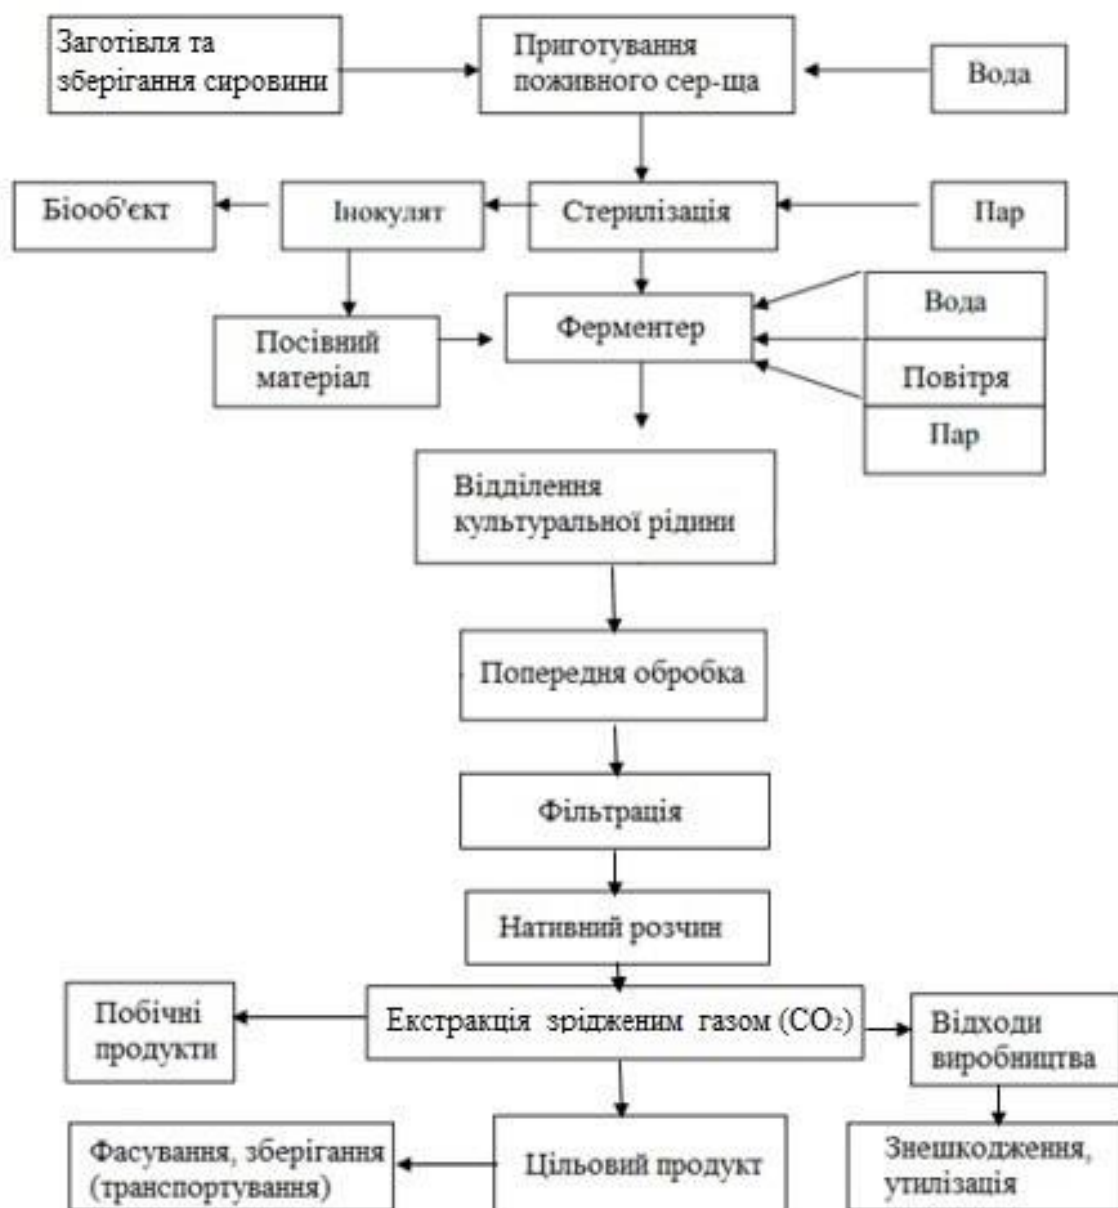 Заготівля та
зберігання сировини
Приготування
поживного сер-ща
Вода
Біооб'єкт
Інокулят
Стерилізація
Пар
Посівний
матеріал
Ферментер
Вода
Повітря
Пар
Відділення
культуральної рідини
Попередня обробка
Фільтрація
Нативний розчин
Побічні
продукти
Екстракція зрідженим газом (CO₂)
Відходи
виробництва
Фасування, зберігання
(транспортування)
Цільовий продукт
Знешкодження,
утилізація